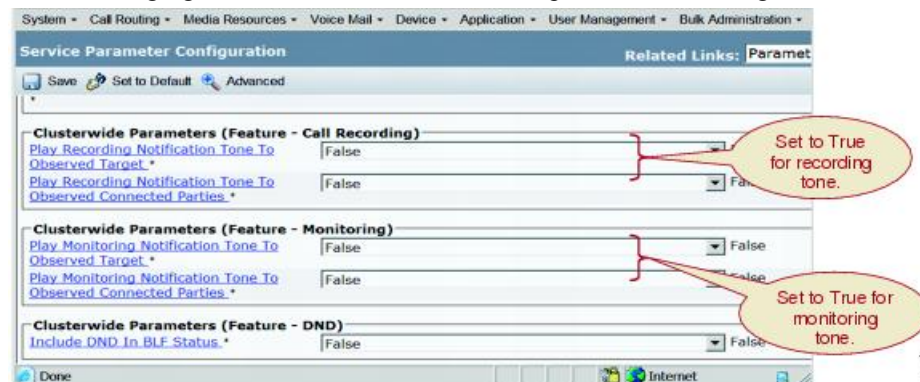 System Call Routing Media Resources Voice Mail Device Application User Management Bulk Administration
Service Parameter Configuration
Related Links: Paramet
Save Set to Default Advanced
*
Clusterwide Parameters (Feature - Call Recording)
Play Recording Notification Tone To Observed Target * False
Play Recording Notification Tone To Observed Connected Parties * False
Set to True for recording tone.
Clusterwide Parameters (Feature - Monitoring)
Play Monitoring Notification Tone To Observed Target * False False
Play Monitoring Notification Tone To Observed Connected Parties * False False
Set to True for monitoring tone.
Clusterwide Parameters (Feature - DND)
Include DND In BLF Status * False False
Done Internet